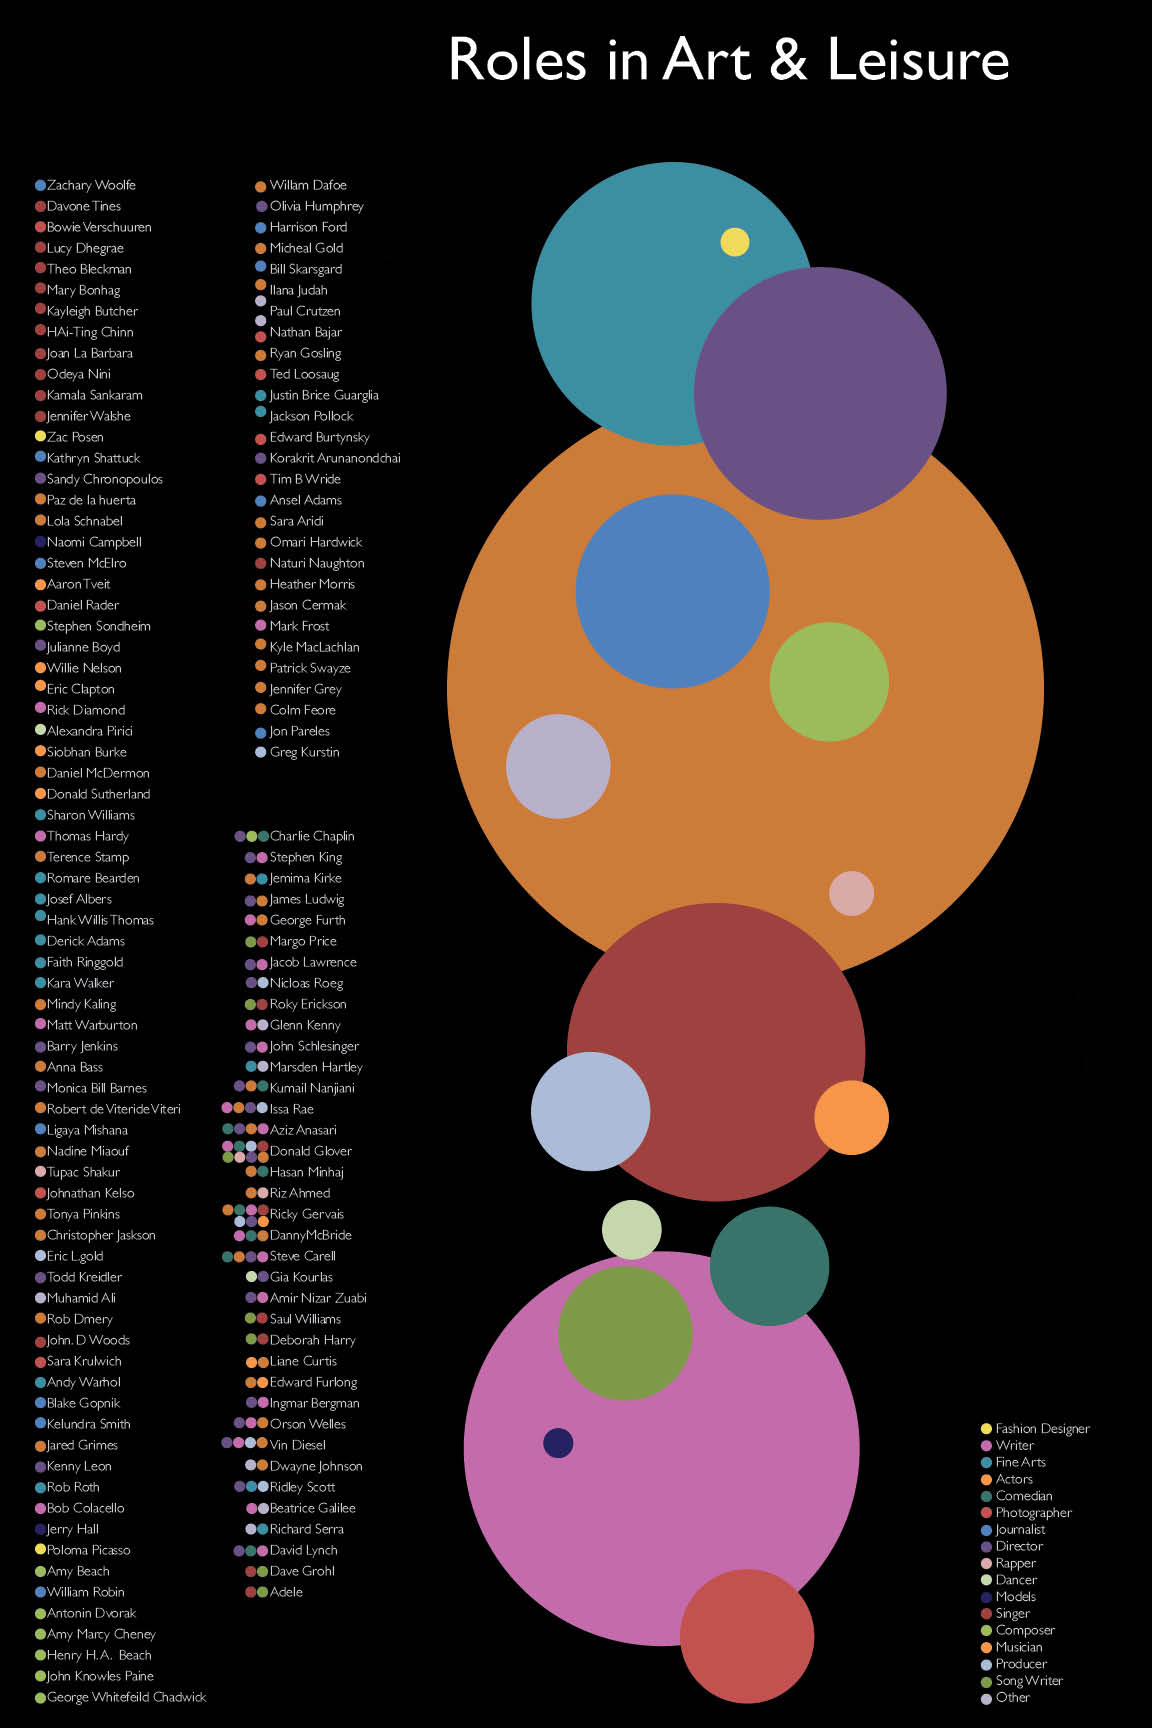 Roles in Art & Leisure
Zachary Woolfe
Davone Tines
Bowie Verschuuren
Lucy Dhegrae
Theo Bleckman
Mary Bonhag
Kayleigh Butcher
HAi-Ting Chinn
Joan La Barbara
Odeya Nini
Kamala Sankaram
Jennifer Walshe
Zac Posen
Kathryn Shattuck
Sandy Chronopoulos
Paz de la huerta
Lola Schnabel
Naomi Campbell
Steven McElro
Aaron Tveit
Daniel Rader
Stephen Sondheim
Julianne Boyd
Willie Nelson
Eric Clapton
Rick Diamond
Alexandra Pirici
Siobhan Burke
Daniel McDermon
Donald Sutherland
Sharon Williams
Thomas Hardy
Terence Stamp
Romare Bearden
Josef Albers
Hank Willis Thomas
Derick Adams
Faith Ringgold
Kara Walker
Mindy Kaling
Matt Warburton
Barry Jenkins
Anna Bass
Monica Bill Barnes
Robert de Viteride Viteri
Ligaya Mishana
Nadine Miaouf
Tupac Shakur
Johnathan Kelso
Tonya Pinkins
Christopher Jaskson
Eric L.gold
Todd Kreidler
Muhamid Ali
Rob Dmery
John. D Woods
Sara Krulwich
Andy Warhol
Blake Gopnik
Kelundra Smith
Jared Grimes
Kenny Leon
Rob Roth
Bob Colacello
Jerry Hall
Poloma Picasso
Amy Beach
William Robin
Antonin Dvorak
Amy Marcy Cheney
Henry H.A. Beach
John Knowles Paine
George Whitefeild Chadwick
Willam Dafoe
Olivia Humphrey
Harrison Ford
Micheal Gold
Bill Skarsgard
Ilana Judah
Paul Crutzen
Nathan Bajar
Ryan Gosling
Ted Loosaug
Justin Brice Guarglia
Jackson Pollock
Edward Burtynsky
Korakrit Arunanondchai
Tim B Wride
Ansel Adams
Sara Aridi
Omari Hardwick
Naturi Naughton
Heather Morris
Jason Cermak
Mark Frost
Kyle MacLachlan
Patrick Swayze
Jennifer Grey
Colm Feore
Jon Pareles
Greg Kurstin
Charlie Chaplin
Stephen King
Jemima Kirke
James Ludwig
George Furth
Margo Price
Jacob Lawrence
Nicloas Roeg
Roky Erickson
Glenn Kenny
John Schlesinger
Marsden Hartley
Kumail Nanjiani
Issa Rae
Aziz Anasari
Donald Glover
Hasan Minhaj
Riz Ahmed
Ricky Gervais
DannyMcBride
Steve Carell
Gia Kourlas
Amir Nizar Zuabi
Saul Williams
Deborah Harry
Liane Curtis
Edward Furlong
Ingmar Bergman
Orson Welles
Vin Diesel
Dwayne Johnson
Ridley Scott
Beatrice Galilee
Richard Serra
David Lynch
Dave Grohl
Adele
Fashion Designer
Writer
Fine Arts
Actors
Comedian
Photographer
Journalist
Director
Rapper
Dancer
Models
Singer
Composer
Musician
Producer
Song Writer
Other